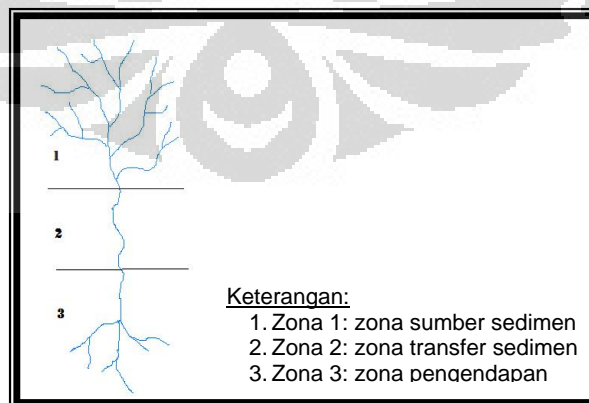 1
2
3
Keterangan:
1. Zona 1: zona sumber sedimen
2. Zona 2: zona transfer sedimen
3. Zona 3: zona pengendapan